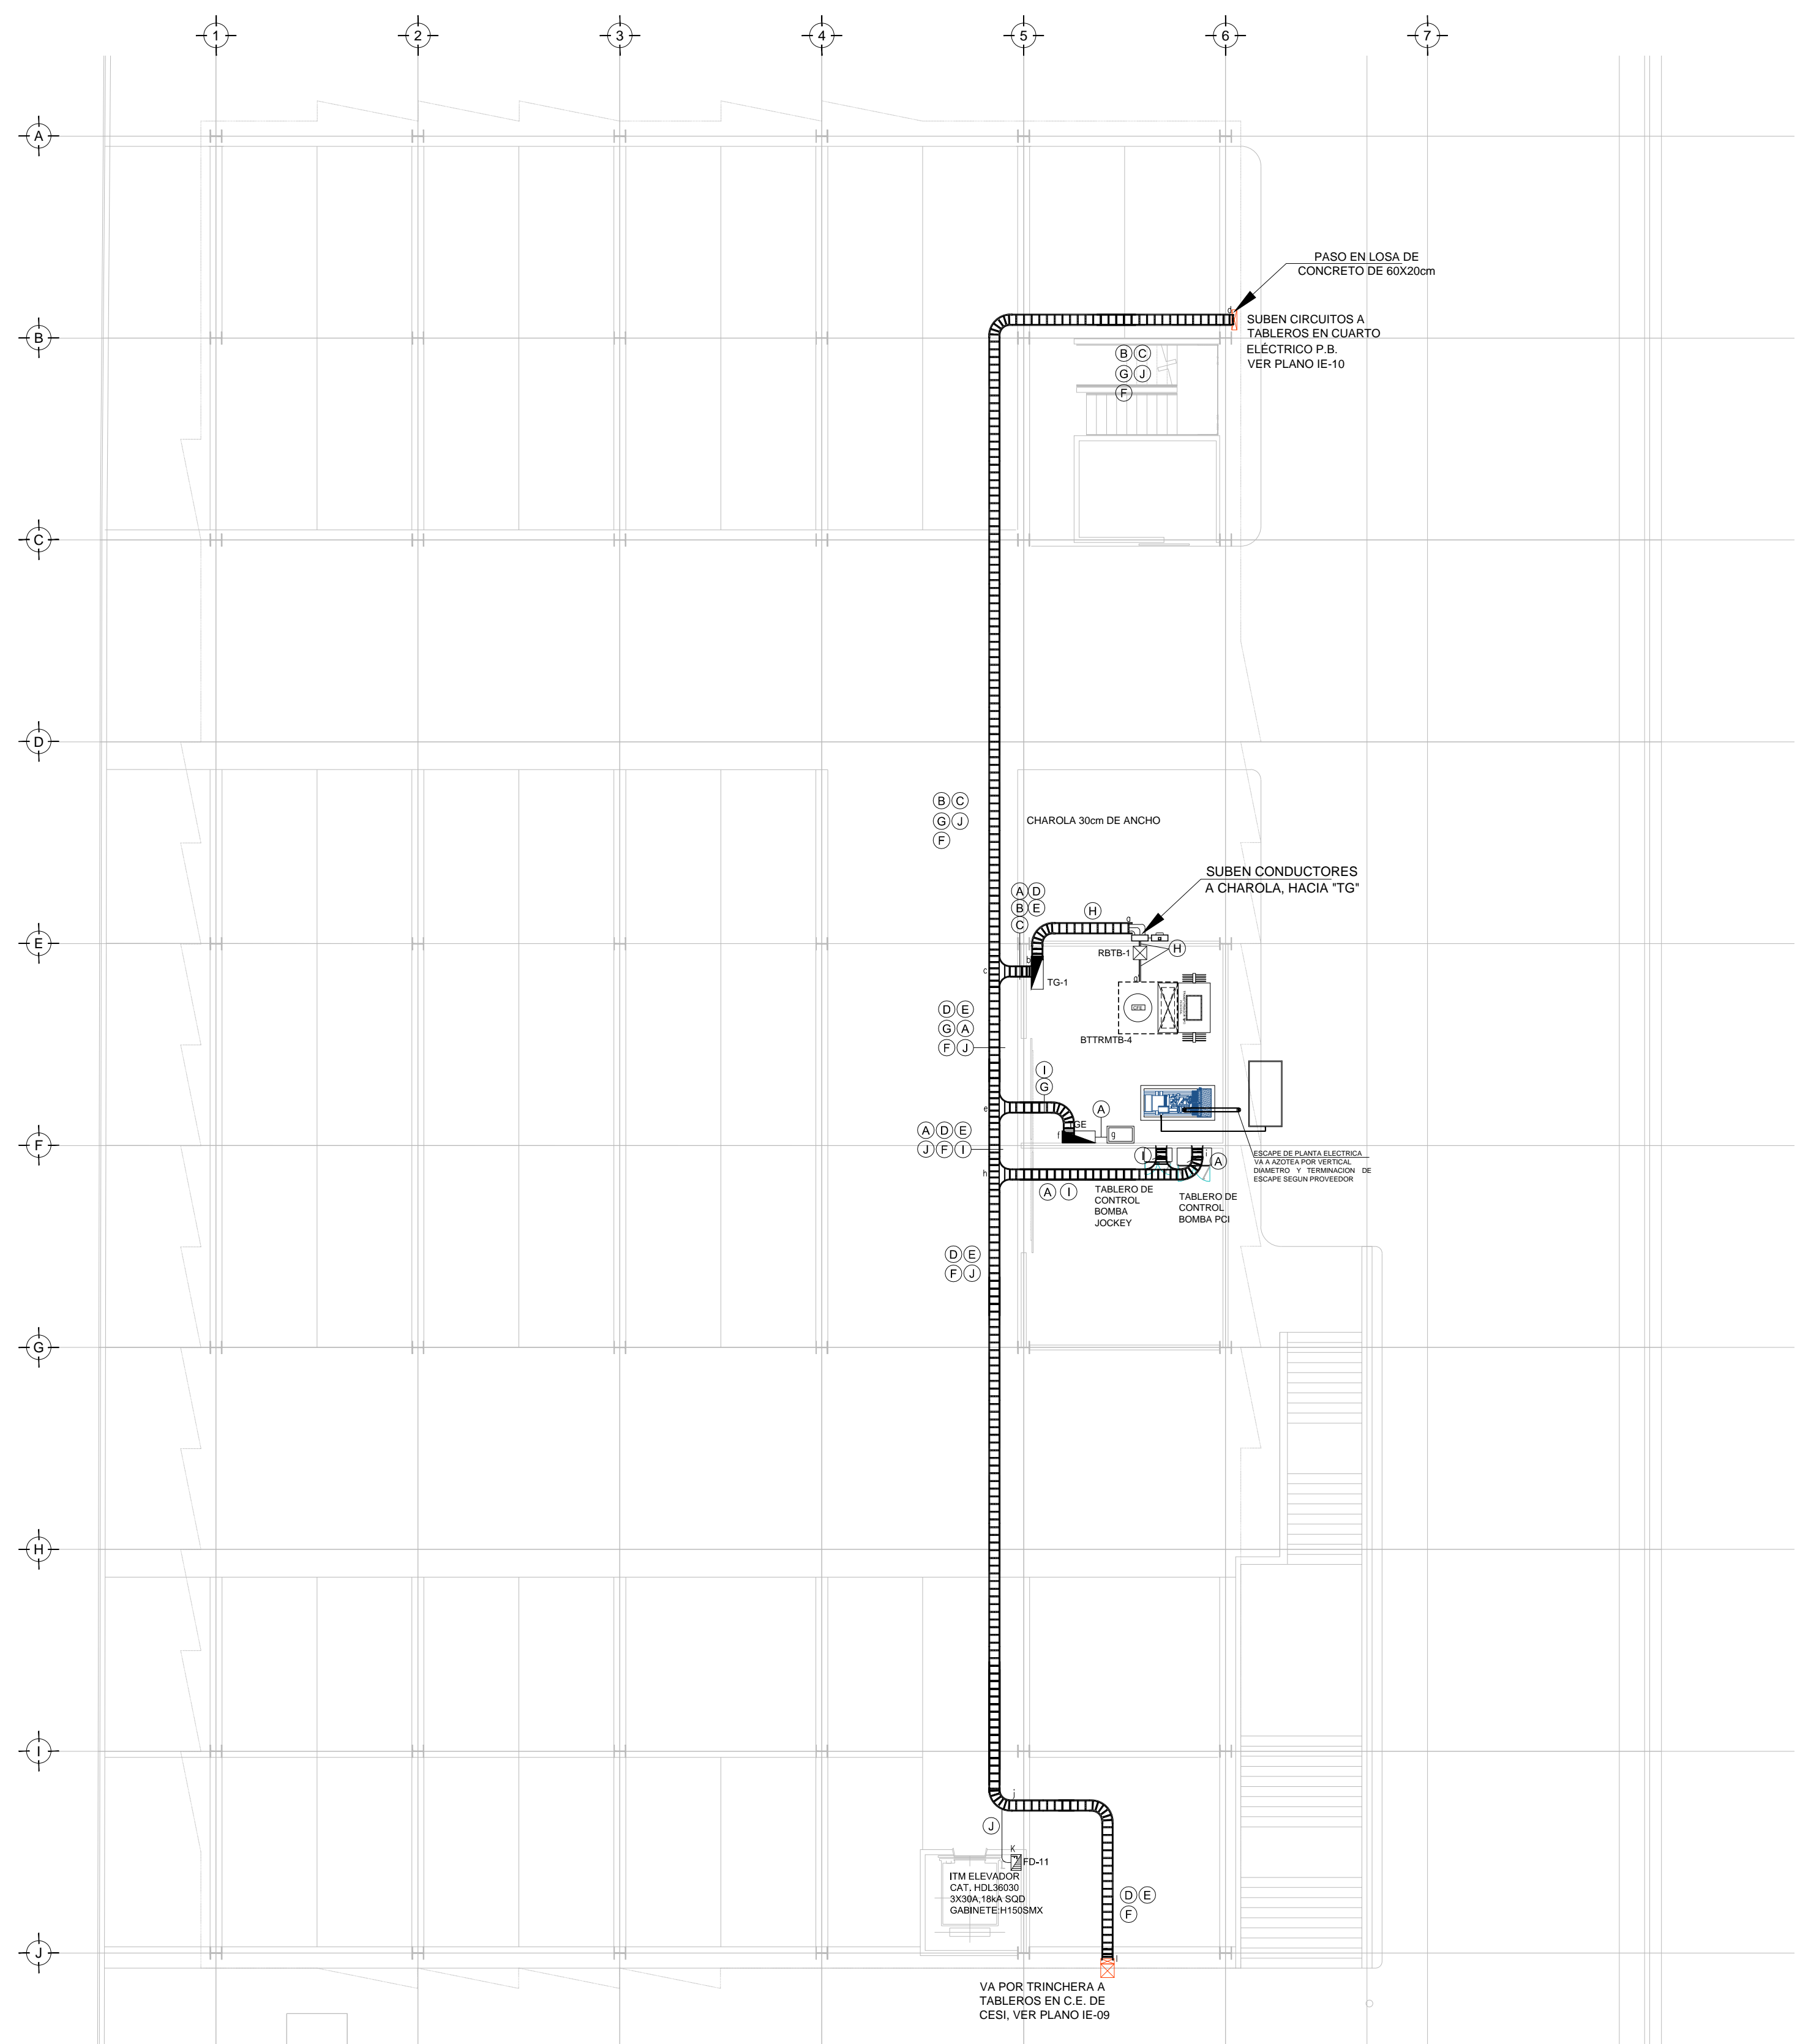 1 2 3 4 5 6 7
A
PASO EN LOSA DE
CONCRETO DE 60X20cm
d
SUBEN CIRCUITOS A
TABLEROS EN CUARTO
ELÉCTRICO P.B.
VER PLANO IE-10
B
B C
G J
F
C
D
B C
G J
F
CHAROLA 30cm DE ANCHO
SUBEN CONDUCTORES
A CHAROLA, HACIA "TG"
A D
B E
C
H
E
RBTB-1
H
b
c
TG-1
CFE
D E
G A
F J
BTTRMTB-4
I
G
e
A
TGE
f
g
F
A D E
J F I
h
I
i
A
ESCAPE DE PLANTA ELECTRICA
VA A AZOTEA POR VERTICAL
DIAMETRO Y TERMINACION DE
ESCAPE SEGUN PROVEEDOR
A I
TABLERO DE
CONTROL
BOMBA
JOCKEY
TABLERO DE
CONTROL
BOMBA PCI
D E
F J
G
H
I
j
J
K
FD-11
ITM ELEVADOR
CAT. HDL36030
3X30A,18kA SQD
GABINETE:H150SMX
D E
F
J
l
VA POR TRINCHERA A
TABLEROS EN C.E. DE
CESI, VER PLANO IE-09